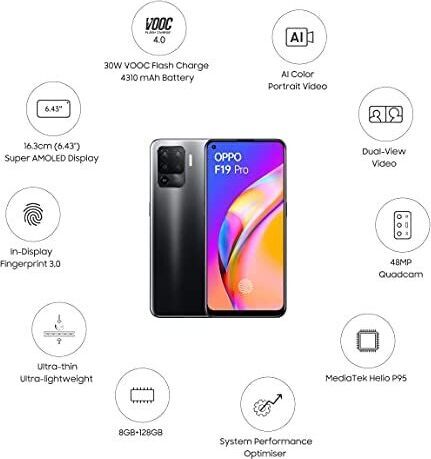 VOOC
FLASH CHARGE
4.0
30W VOOC Flash Charge
4310 mAh Battery
AI
AI Color
Portrait Video
6.43"
16.3cm (6.43")
Super AMOLED Display
Dual-View
Video
OPPO
F19 Pro
In-Display
Fingerprint 3.0
48MP
Quadcam
Ultra-thin
Ultra-lightweight
MediaTek Helio P95
8GB+128GB
System Performance
Optimiser